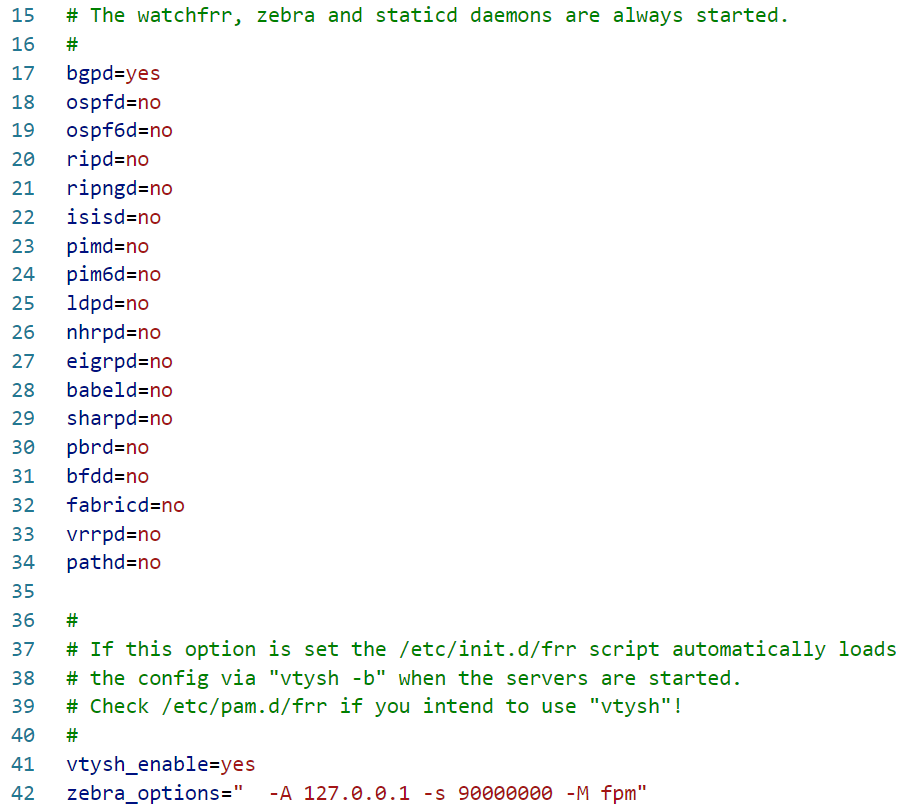 15 # The watchfrr, zebra and staticd daemons are always started.
16 #
17 bgpd=yes
18 ospfd=no
19 ospf6d=no
20 ripd=no
21 ripngd=no
22 isisd=no
23 pimd=no
24 pim6d=no
25 ldpd=no
26 nhrpd=no
27 eigrpd=no
28 babeld=no
29 sharpd=no
30 pbrd=no
31 bfdd=no
32 fabricd=no
33 vrrpd=no
34 pathd=no
35
36 #
37 # If this option is set the /etc/init.d/frr script automatically loads
38 # the config via "vtysh -b" when the servers are started.
39 # Check /etc/pam.d/frr if you intend to use "vtysh"!
40 #
41 vtysh_enable=yes
42 zebra_options="  -A 127.0.0.1 -s 90000000 -M fpm"